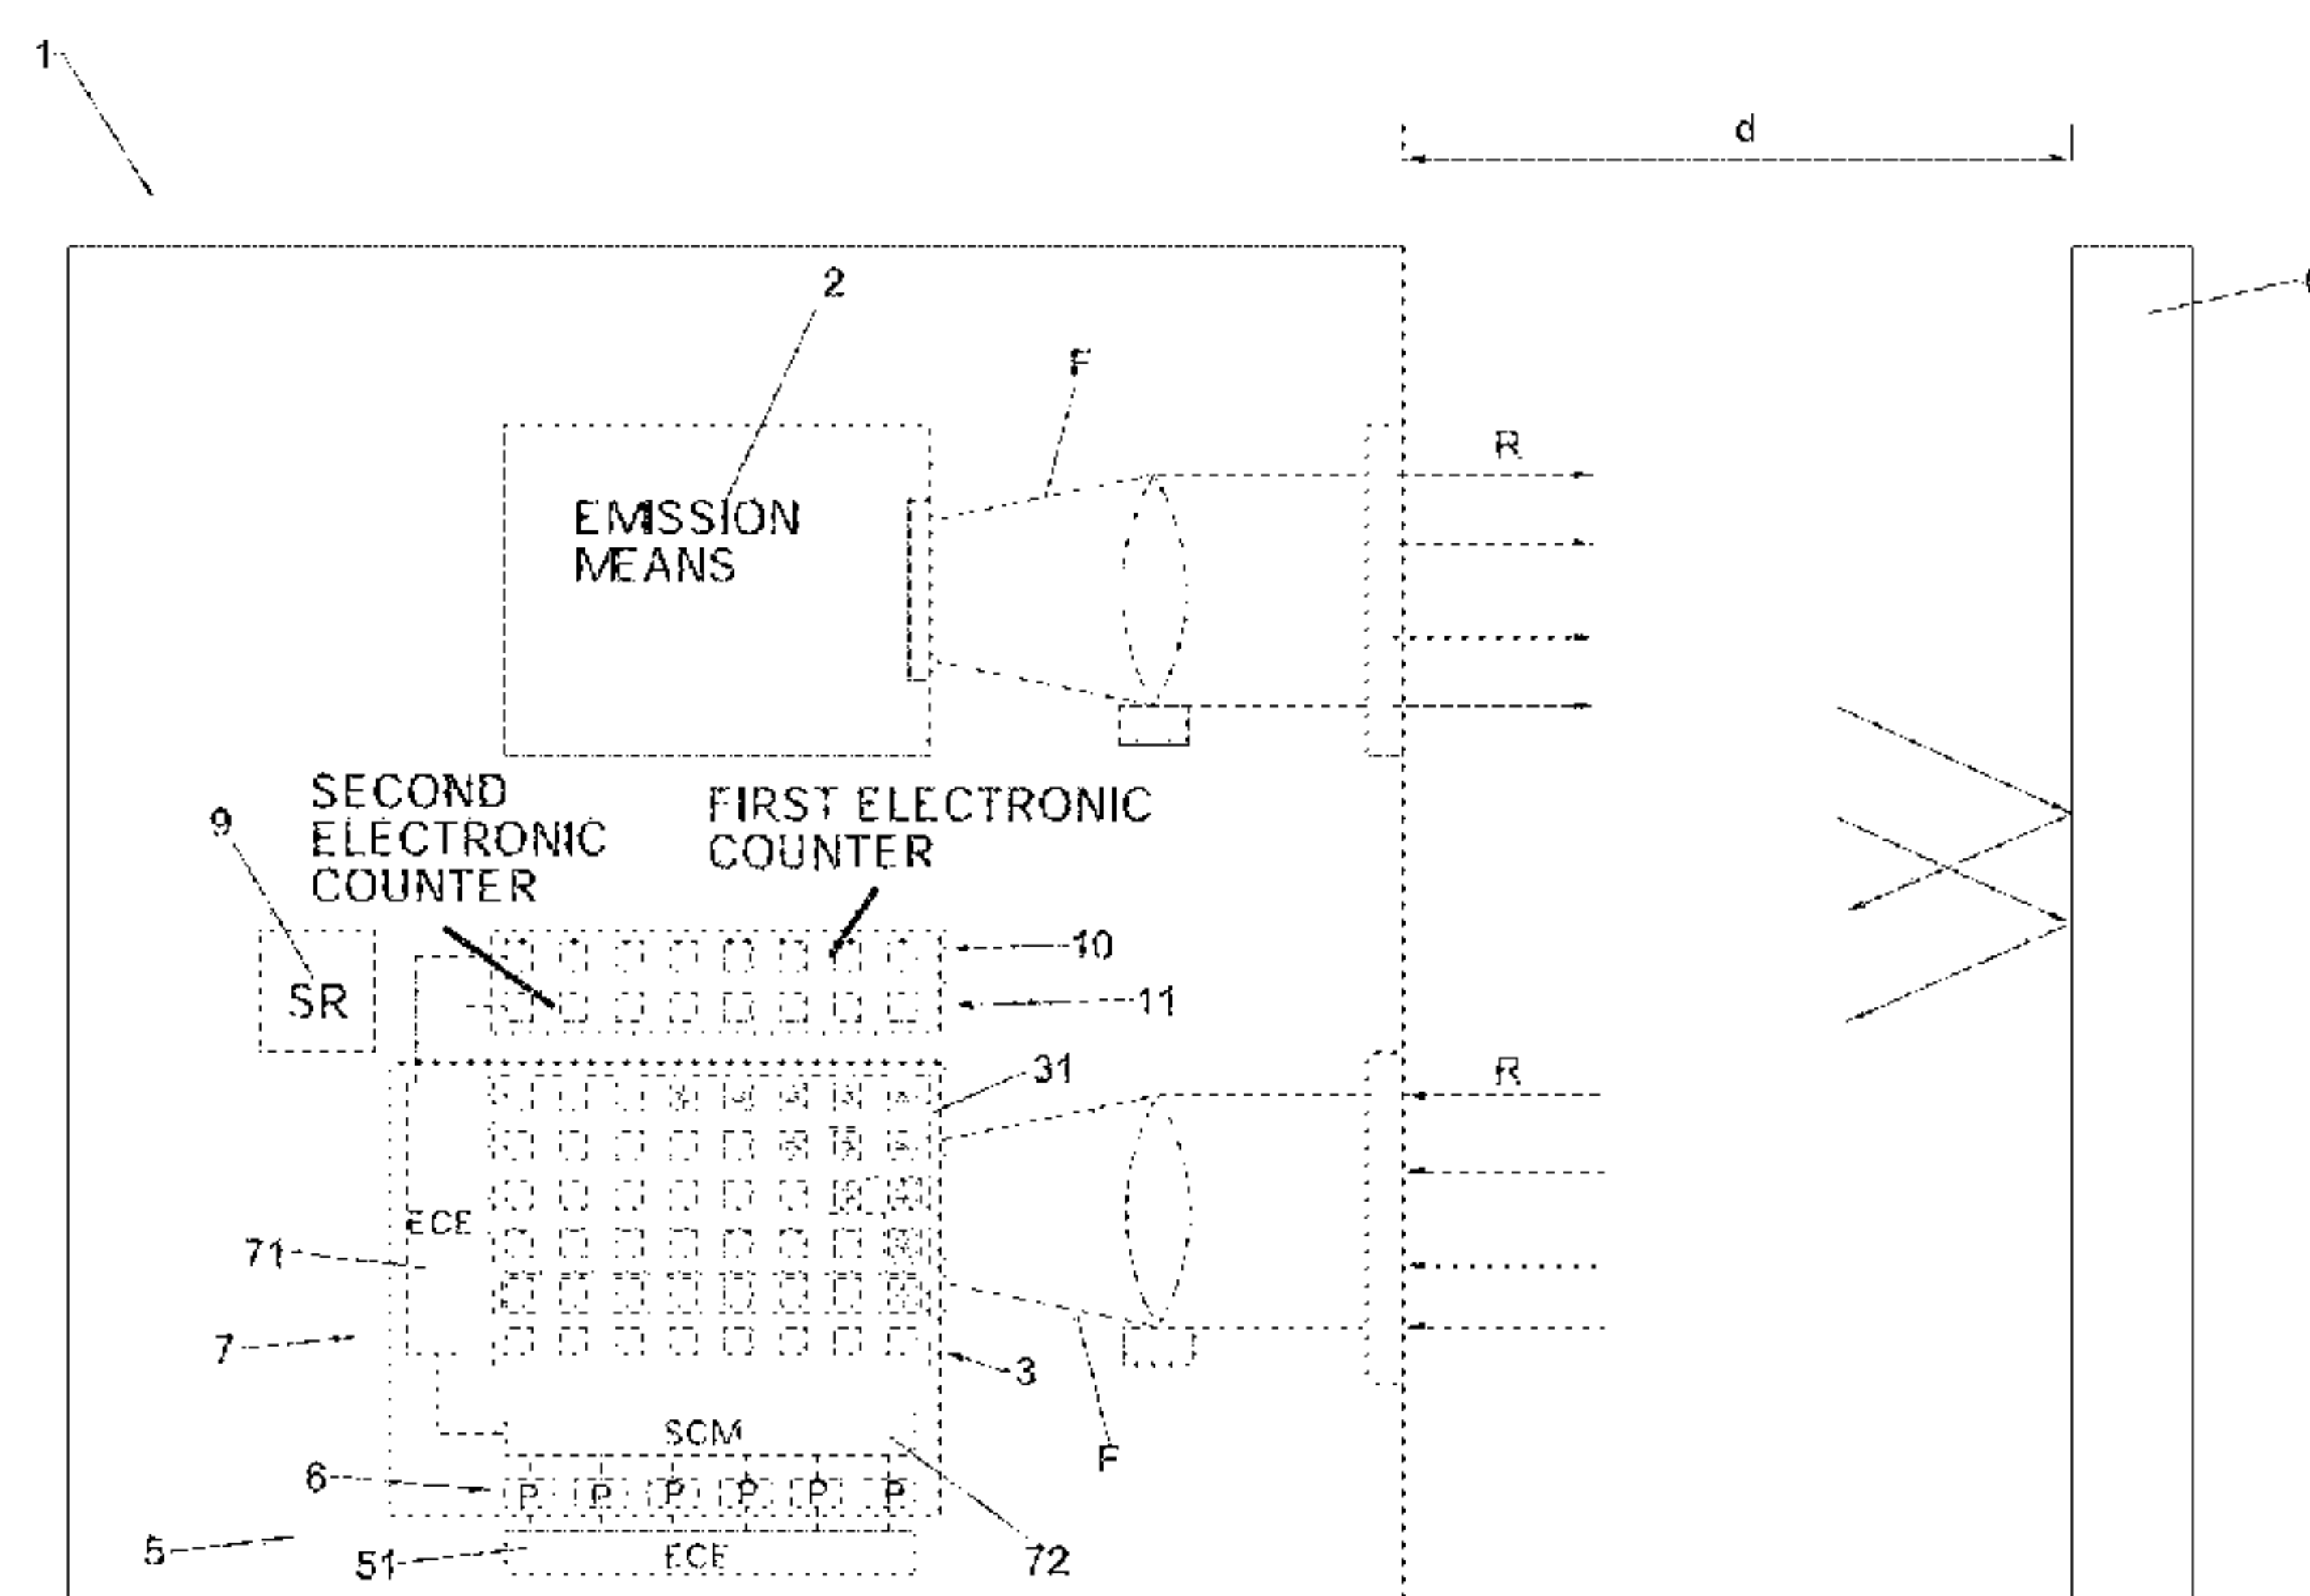 1
d
2
F
R
EMISSION
MEANS
SECOND
ELECTRONIC
COUNTER
FIRST ELECTRONIC
COUNTER
9
10
SR
11
31
R
ECE
71
7
3
SCM
F
6
P P P P P P
5
51
ECE
72